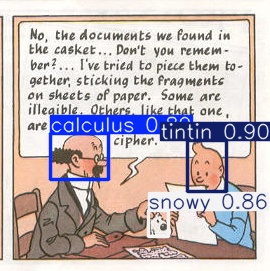 No, the documents we found in
the casket... Don't you remem-
ber?... I've tried to piece them to-
gether, sticking the fragments
on sheets of paper. Some are
illegible. Others, like that one,
are
cipher.
calculus 0.
tintin 0.90
snowy 0.86